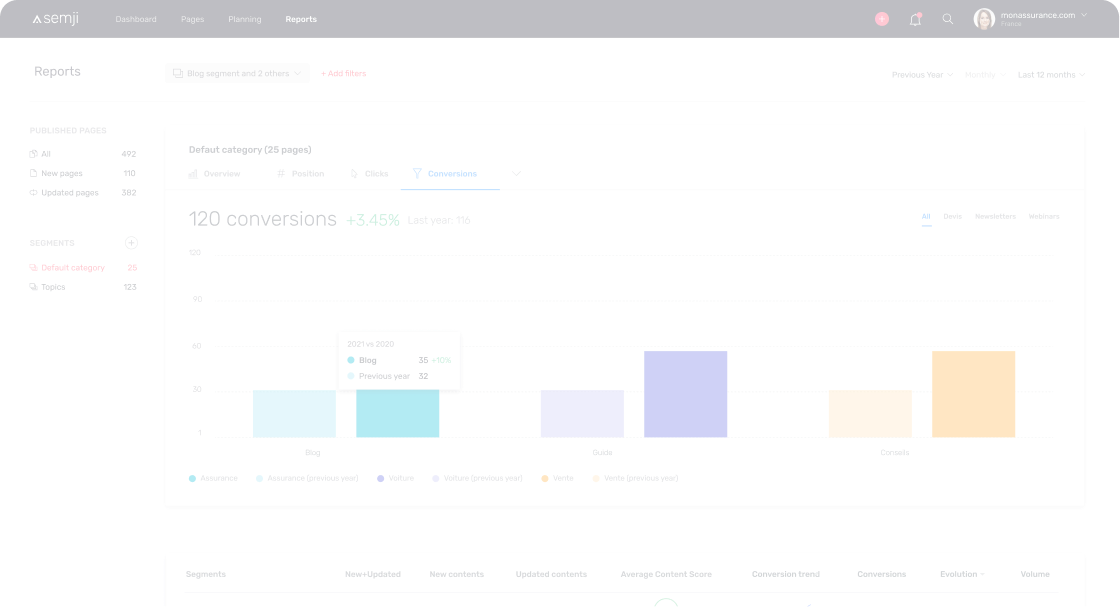 semji Dashboard Pages Planning Reports monassurance.com
France
Reports Blog segment and 2 others + Add filters Previous Year Monthly Last 12 months
PUBLISHED PAGES
All 492
New pages 110
Updated pages 382
SEGMENTS
Default category 25
Topics 123
Defaut category (25 pages)
Overview Position Clicks Conversions
120 conversions +3.45% Last year: 116
All Devis Newsletters Webinars
120
90
60
30
1
2021 vs 2020
Blog 35 +10%
Previous year 32
Blog Guide Conseils
Assurance Assurance (previous year) Voiture Voiture (previous year) Vente Vente (previous year)
Segments New+Updated New contents Updated contents Average Content Score Conversion trend Conversions Evolution Volume